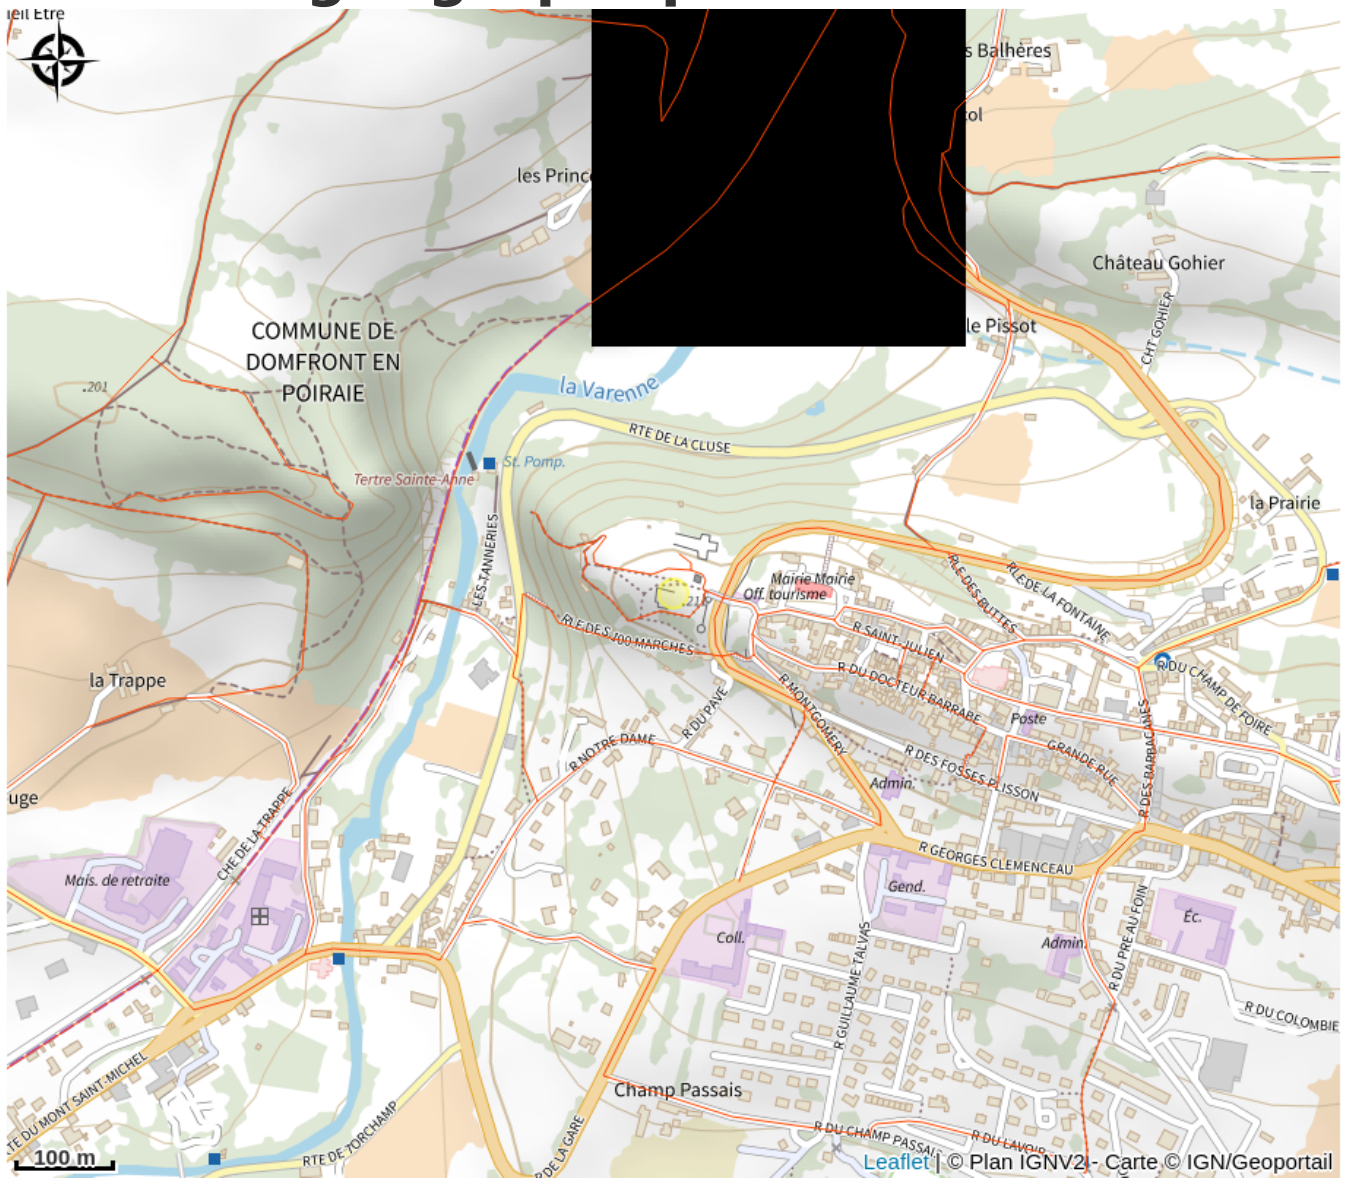 les Princ
s Balhères
col
Château Gohier
CHT GOHIER
le Pissot
COMMUNE DE
DOMFRONT EN
POIRAIE
.201
la Varenne
RTE DE LA CLUSE
St. Pomp.
Tertre Sainte-Anne
la Prairie
LES TANNERIES
Mairie Mairie
Off. tourisme
RLE DES BUTTES
RLE DE LA FONTAINE
RLE DES 100 MARCHES
R SAINT-JULIEN
R DU DOCTEUR BARRABE
R DU CHAMP DE FOIRE
la Trappe
R DU PAVE
R MONTGOMERY
Poste
R NOTRE DAME
R DES FOSSES PLISSON
GRANDE RUE
R DES BARBACANES
Admin.
uge
CHE DE LA TRAPPE
R GEORGES CLEMENCEAU
Mais. de retraite
Gend.
Éc.
Coll.
Admin
R GUILLAUME TALVAS
R DU PRE AU FOIN
R DU COLOMBIE
Champ Passais
TE DU MONT SAINT-MICHEL
RTE DE TORCHAMP
R DE LA GARE
R DU CHAMP PASSAIS
R DU LAVOIR
100 m
Leaflet | © Plan IGNV2 - Carte © IGN/Geoportail